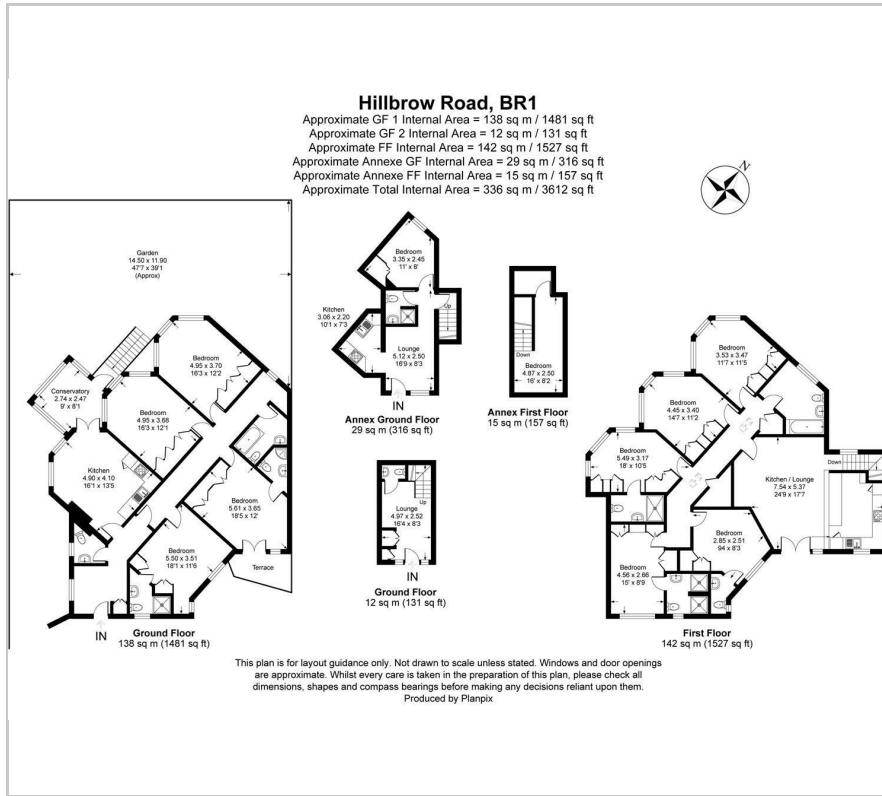 Hillbrow Road, BR1
Approximate GF 1 Internal Area = 138 sq m / 1481 sq ft
Approximate GF 2 Internal Area = 12 sq m / 131 sq ft
Approximate FF Internal Area = 142 sq m / 1527 sq ft
Approximate Annexe GF Internal Area = 29 sq m / 316 sq ft
Approximate Annexe FF Internal Area = 15 sq m / 157 sq ft
Approximate Total Internal Area = 336 sq m / 3612 sq ft
N
Garden
14.50 x 11.90
47'7 x 39'1
(Approx)
Bedroom
4.95 x 3.70
16'3 x 12'2
Conservatory
2.74 x 2.47
9' x 8'1
Bedroom
4.95 x 3.68
16'3 x 12'1
Kitchen
4.90 x 4.10
16'1 x 13'5
Bedroom
5.61 x 3.65
18'5 x 12'
Bedroom
5.50 x 3.51
18'1 x 11'6
Terrace
IN
Ground Floor
138 sq m (1481 sq ft)
Bedroom
3.35 x 2.45
11' x 8'
Kitchen
3.06 x 2.20
10'1 x 7'3
Up
Lounge
5.12 x 2.50
16'9 x 8'3
IN
Annex Ground Floor
29 sq m (316 sq ft)
Down
Bedroom
4.87 x 2.50
16' x 8'2
Annex First Floor
15 sq m (157 sq ft)
Up
Lounge
4.97 x 2.52
16'4 x 8'3
IN
Ground Floor
12 sq m (131 sq ft)
Bedroom
3.53 x 3.47
11'7 x 11'5
Bedroom
4.45 x 3.40
14'7 x 11'2
Bedroom
5.49 x 3.17
18' x 10'5
Kitchen / Lounge
7.54 x 5.37
24'9 x 17'7
Down
Bedroom
2.85 x 2.51
94 x 8'3
Bedroom
4.56 x 2.66
15' x 8'9
First Floor
142 sq m (1527 sq ft)
This plan is for layout guidance only. Not drawn to scale unless stated. Windows and door openings
are approximate. Whilst every care is taken in the preparation of this plan, please check all
dimensions, shapes and compass bearings before making any decisions reliant upon them.
Produced by Planpix